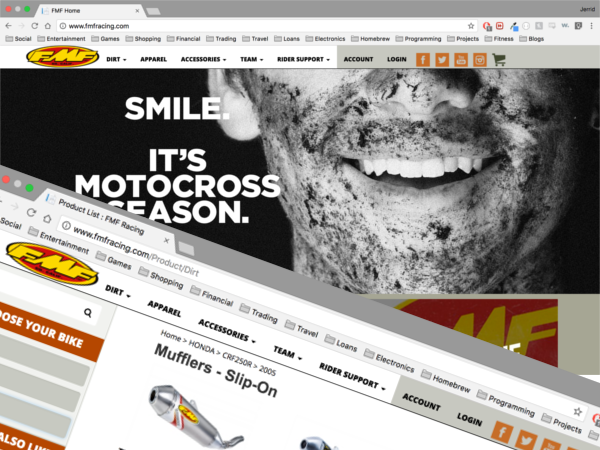 FMF Home
Jerrid
www.fmfracing.com
Social Entertainment Games Shopping Financial Trading Travel Loans Electronics Homebrew Programming Projects Fitness Blogs
FMF
DIRT APPAREL ACCESSORIES TEAM RIDER SUPPORT ACCOUNT LOGIN
SMILE.
IT'S
MOTOCROSS
SEASON.
Product List : FMF Racing
www.fmfracing.com/Product/Dirt
Social Entertainment Games Shopping Financial Trading Travel Loans Electronics Homebrew Programming Projects
FMF
DIRT APPAREL ACCESSORIES TEAM RIDER SUPPORT ACCOUNT LOGIN
OSE YOUR BIKE
Home > HONDA > CRF250R > 2005
Mufflers - Slip-On
ALSO LIK